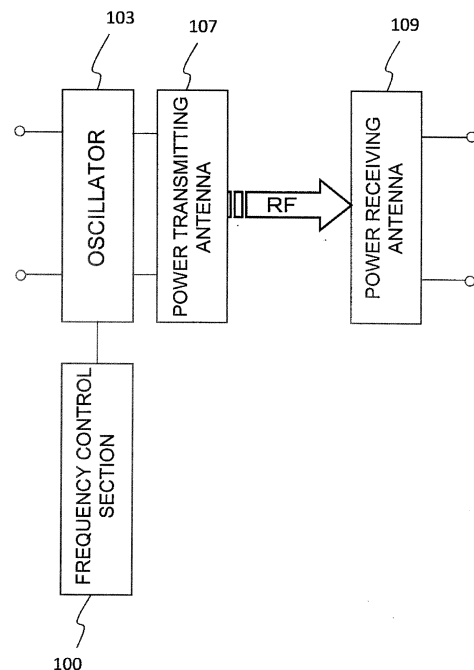 103
107
109
OSCILLATOR
POWER TRANSMITTING
ANTENNA
RF
POWER RECEIVING
ANTENNA
FREQUENCY CONTROL
SECTION
100